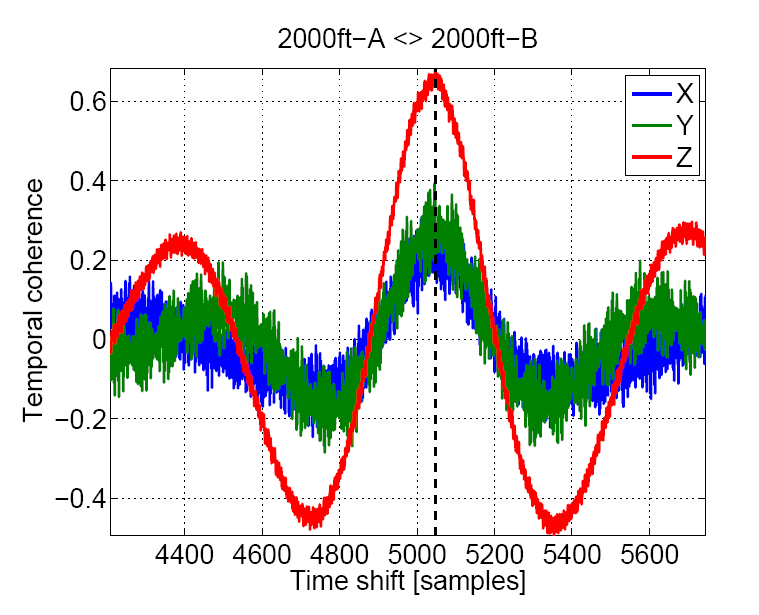 2000ft−A <> 2000ft−B
X
Y
Z
Temporal coherence
0.6
0.4
0.2
0
−0.2
−0.4
4400 4600 4800 5000 5200 5400 5600
Time shift [samples]